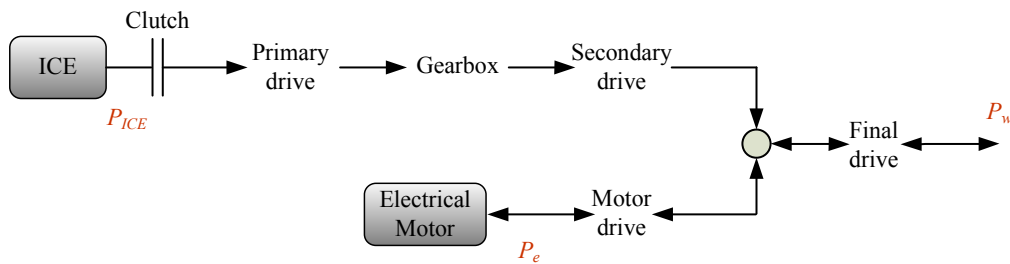 Clutch
ICE
Primary
drive
Gearbox
Secondary
drive
P_ICE
P_w
Final
drive
Electrical
Motor
Motor
drive
P_e